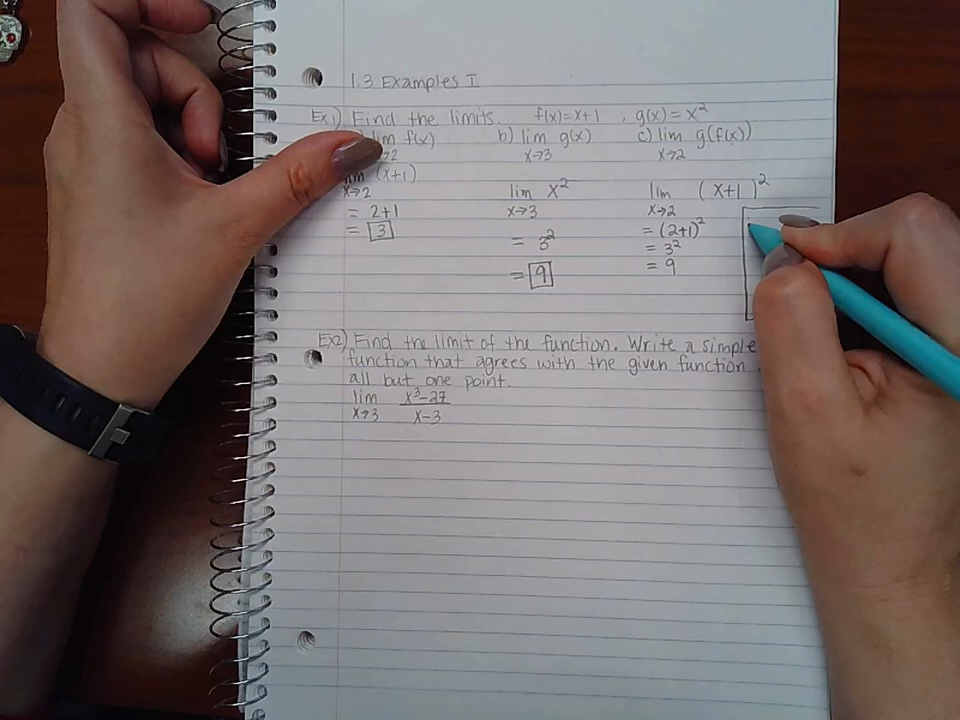 1.3 Examples I
Ex1) Find the limits. f(x)=x+1 , g(x)=x²
lim f(x) b) lim g(x) c) lim g(f(x))
→2 x→3 x→2
lim (x+1)
x→2
= 2+1
= 3
lim x²
x→3
= 3²
= 9
lim (x+1)²
x→2
= (2+1)²
= 3²
= 9
Ex2) Find the limit of the function. Write a simple
function that agrees with the given function
all but one point.
lim x³-27
x→3 x-3